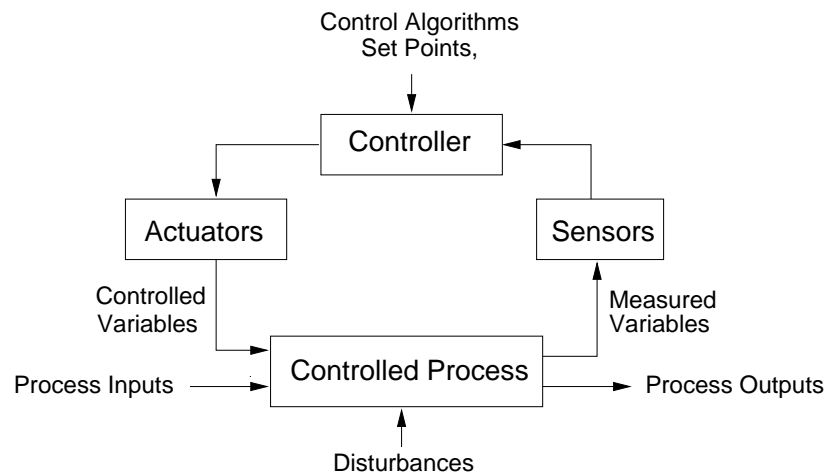 Control Algorithms
Set Points,
Controller
Actuators
Sensors
Controlled
Variables
Measured
Variables
Controlled Process
Process Inputs
Process Outputs
Disturbances